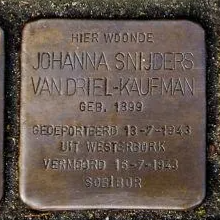 HIER WOONDE
JOHANNA SNIJDERS
VAN DRIEL-KAUFMAN
GEB. 1899
GEDEPORTEERD 13-7-1943
UIT WESTERBORK
VERMOORD 16-7-1943
SOBIBOR